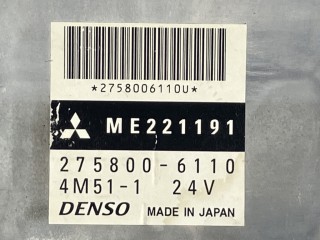 *2758006110U*
ME221191
275800-6110
4M51-1 24V
DENSO MADE IN JAPAN